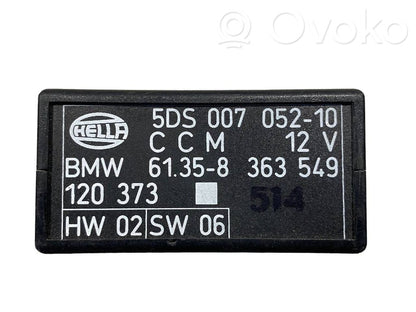 Ovoko
HELLA
5DS 007 052-10
C C M 12 V
BMW 61.35-8 363 549
120 373 514
HW 02 SW 06